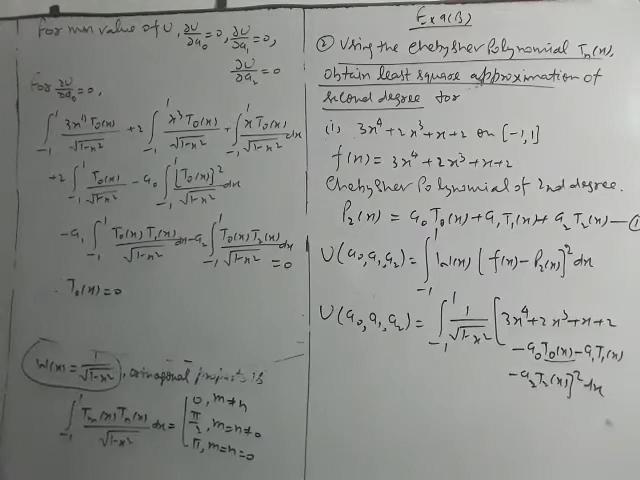 Ex 9(B)
② Using the Chebyshev Polynomial Tn(x),
obtain least square approximation of
second degree for
(i) 3x⁴+2x³+x+2 on [-1,1]
f(x) = 3x⁴+2x³+x+2
Chebyshev Polynomial of 2nd degree.
P₂(x) = a₀T₀(x)+a₁T₁(x)+a₂T₂(x) —①
U(a₀,a₁,a₂) = ∫₋₁¹ W(x) [f(x) - P₂(x)]² dx
U(a₀,a₁,a₂) = ∫₋₁¹ 1/√(1-x²) [3x⁴+2x³+x+2
-a₀T₀(x)-a₁T₁(x)
-a₂T₂(x)]² dx
For min value of U, ∂U/∂a₀=0, ∂U/∂a₁=0,
∂U/∂a₂=0
For ∂U/∂a₀=0,
∫₋₁¹ 3x⁴T₀(x)/√(1-x²) +2∫₋₁¹ x³T₀(x)/√(1-x²) +∫₋₁¹ xT₀(x)/√(1-x²) dx
+2∫₋₁¹ T₀(x)/√(1-x²) -a₀∫₋₁¹ [T₀(x)]²/√(1-x²) dx
-a₁∫₋₁¹ T₀(x)T₁(x)/√(1-x²) dx-a₂∫₋₁¹ T₀(x)T₂(x)/√(1-x²) dx
=0
T₀(x)=0
W(x)=1/√(1-x²), is
∫₋₁¹ Tm(x)Tn(x)/√(1-x²) dx = { 0, m≠n
π/2, m=n≠0
π, m=n=0